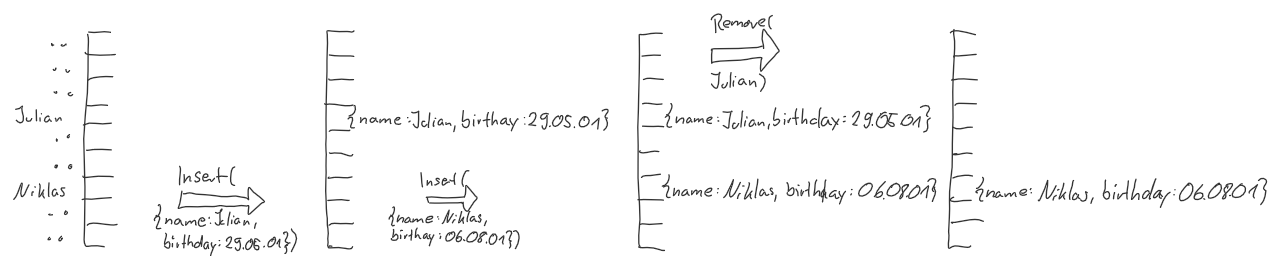 Julian
Niklas
Insert(
{name:Julian,
birthday:29.05.01})
{name:Julian, birthay:29.05.01}
Insert(
{name:Niklas,
birthay:06.08.01})
Remove(
Julian)
{name:Julian,birthday:29.05.01}
{name:Niklas, birthday:06.08.01}
{name: Niklas, birthday:06.08.01}